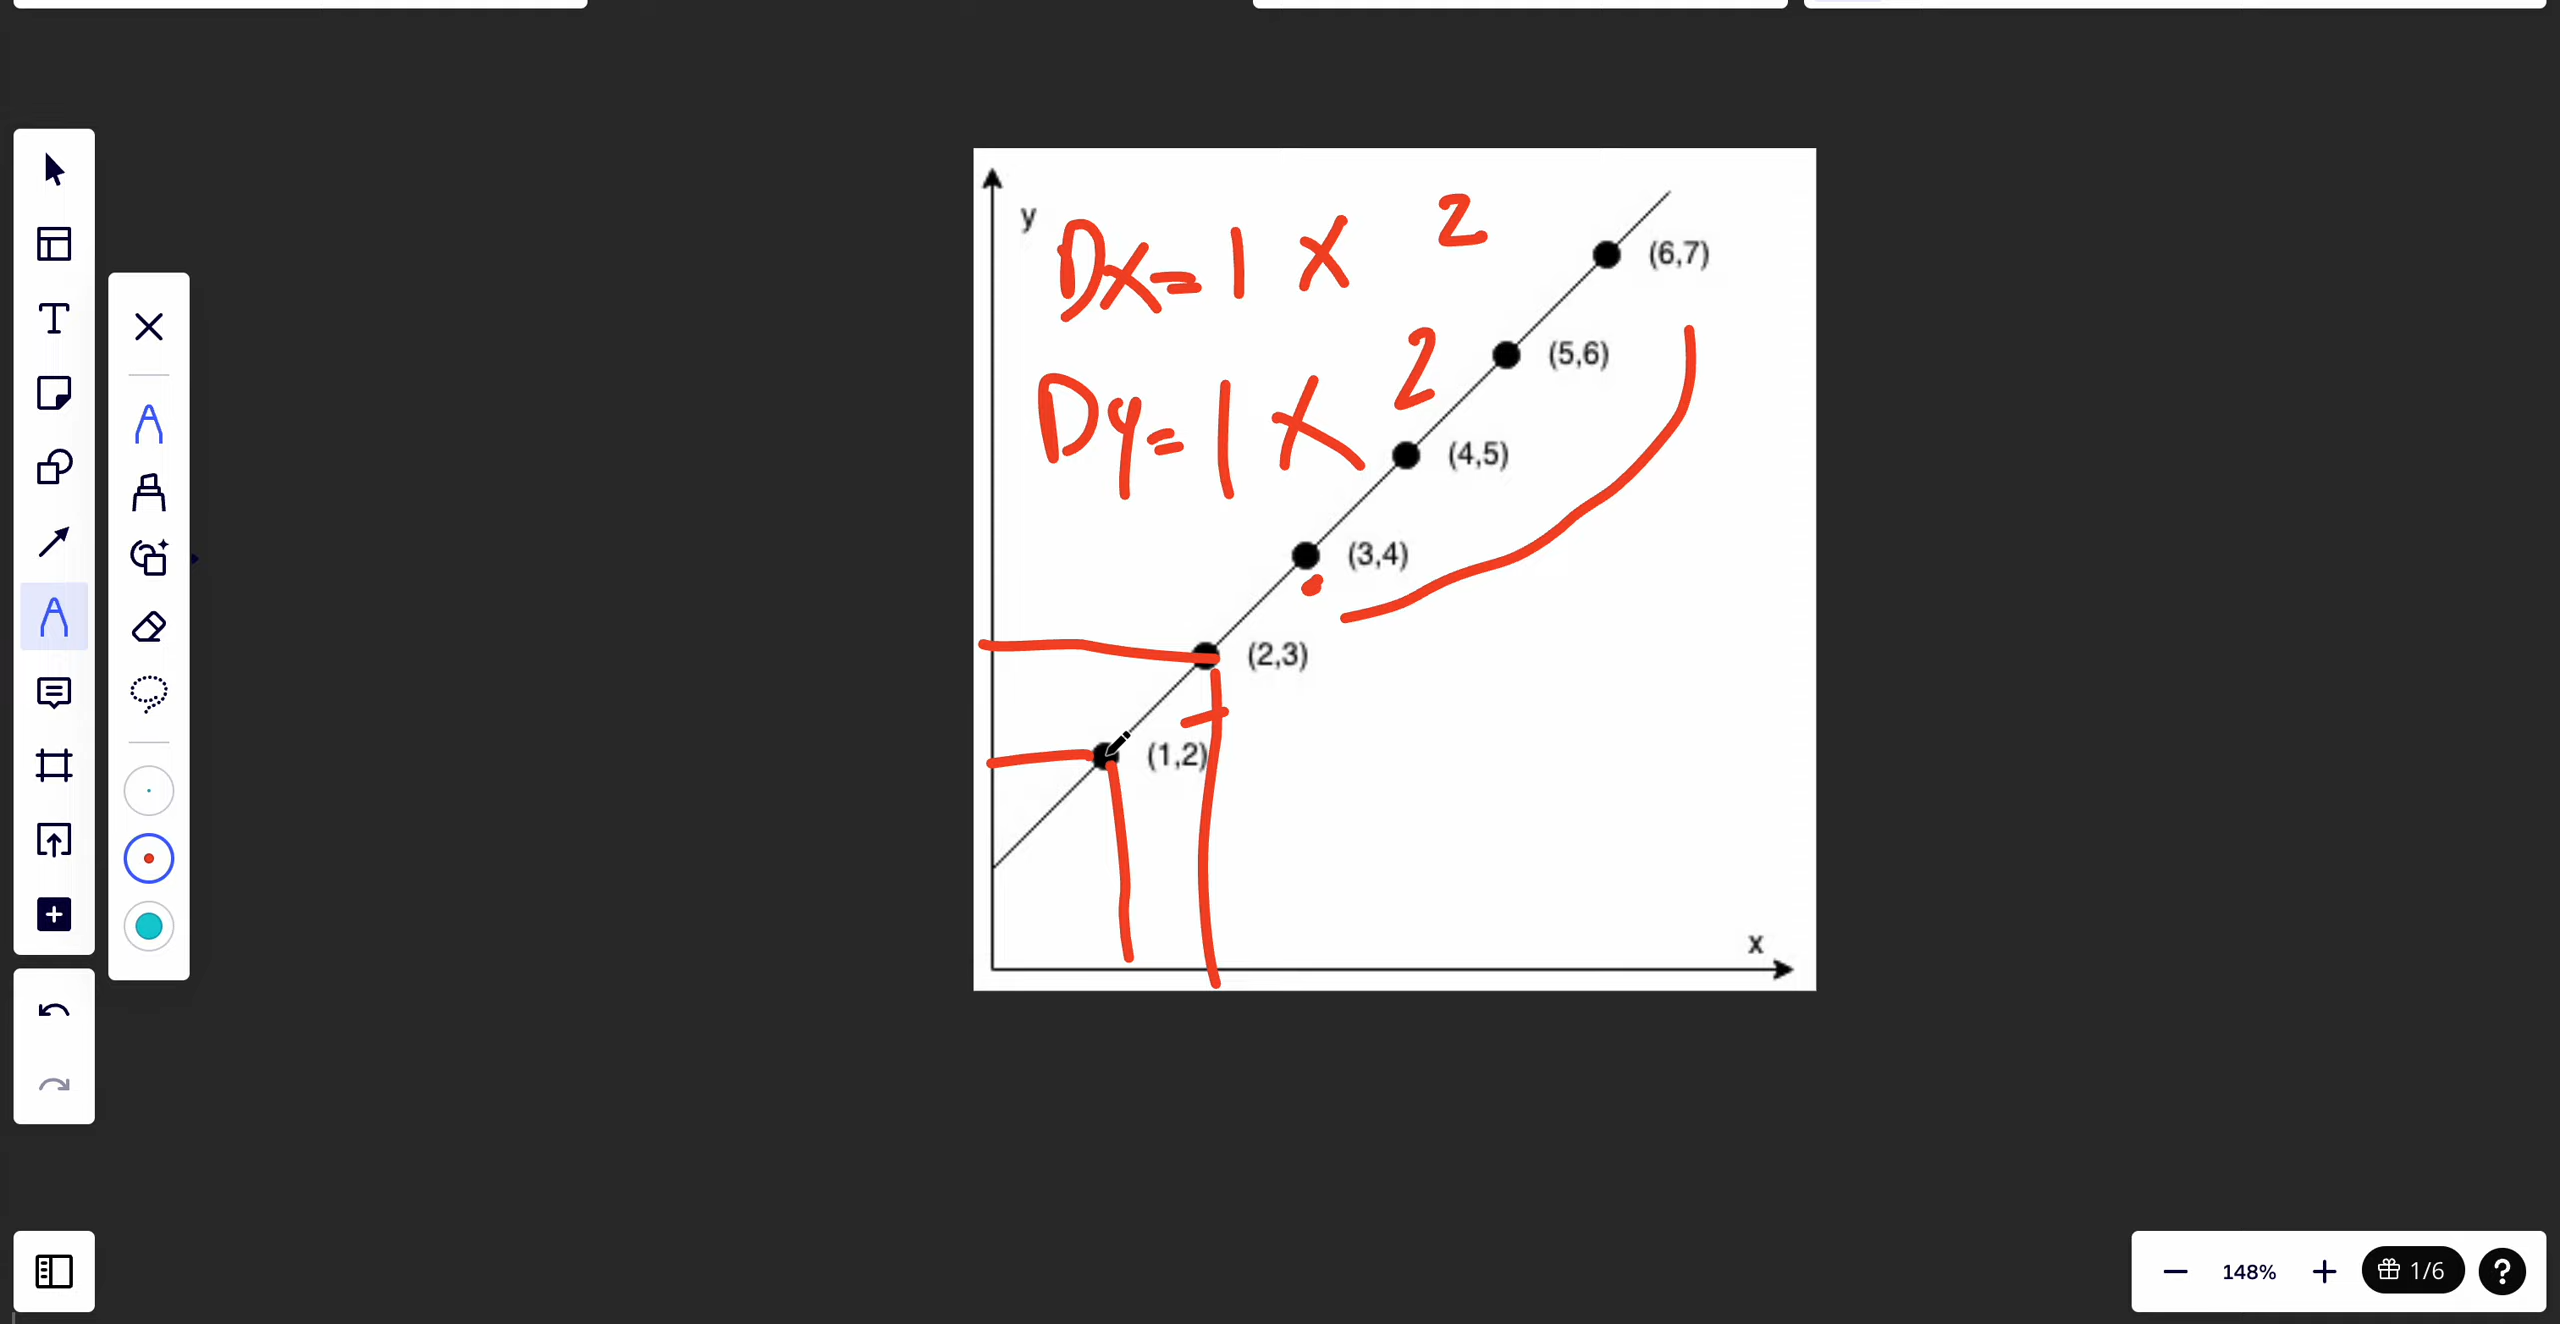 y
Dx=1 x 2
(6,7)
Dy=1 x 2
(5,6)
(4,5)
(3,4)
(2,3)
(1,2)
x
148%
1/6
?